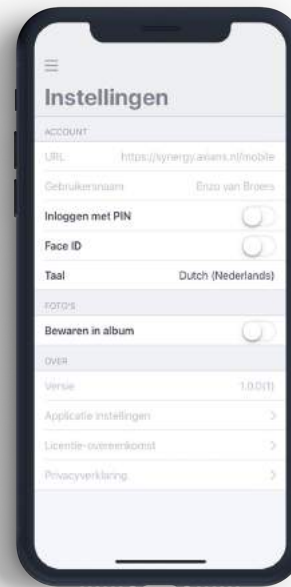 Instellingen
ACCOUNT
URL https://synergy.axians.nl/mobile
Gebruikersnaam Enzo van Broers
Inloggen met PIN
Face ID
Taal Dutch (Nederlands)
FOTO'S
Bewaren in album
OVER
Versie 1.0.0(1)
Applicatie instellingen
Licentie-overeenkomst
Privacyverklaring